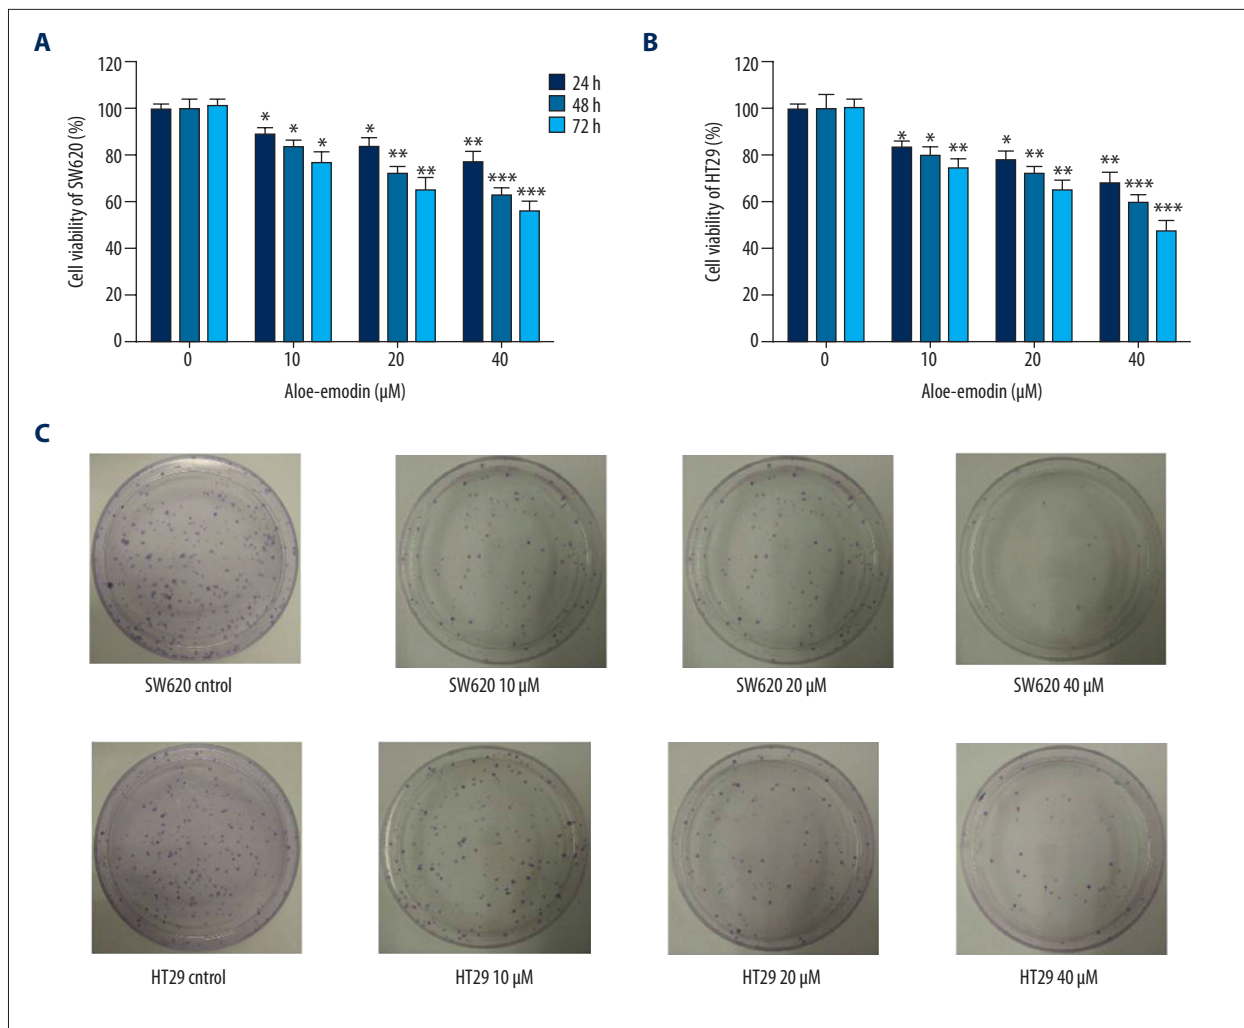 A
Cell viability of SW620 (%)
120
100
80
60
40
20
0
* * *
* ** **
** *** ***
0 10 20 40
Aloe-emodin (μM)
24 h
48 h
72 h
B
Cell viability of HT29 (%)
120
100
80
60
40
20
0
* * **
* ** **
** *** ***
0 10 20 40
Aloe-emodin (μM)
C
SW620 cntrol SW620 10 μM SW620 20 μM SW620 40 μM
HT29 cntrol HT29 10 μM HT29 20 μM HT29 40 μM